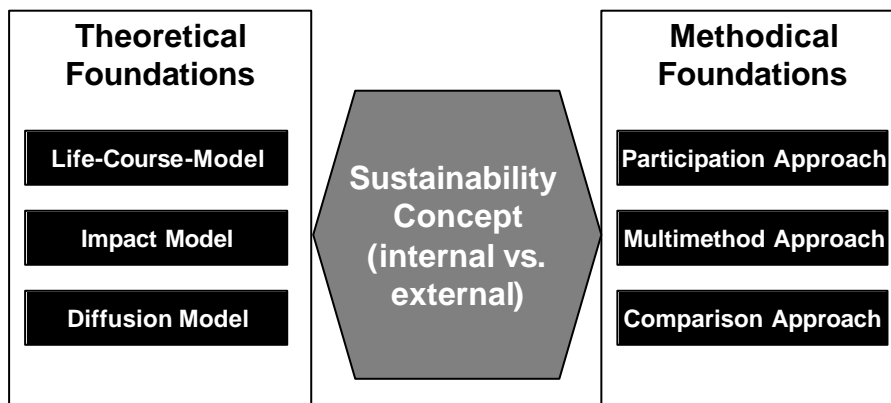 Theoretical
Foundations
Life-Course-Model
Impact Model
Diffusion Model
Sustainability
Concept
(internal vs.
external)
Methodical
Foundations
Participation Approach
Multimethod Approach
Comparison Approach